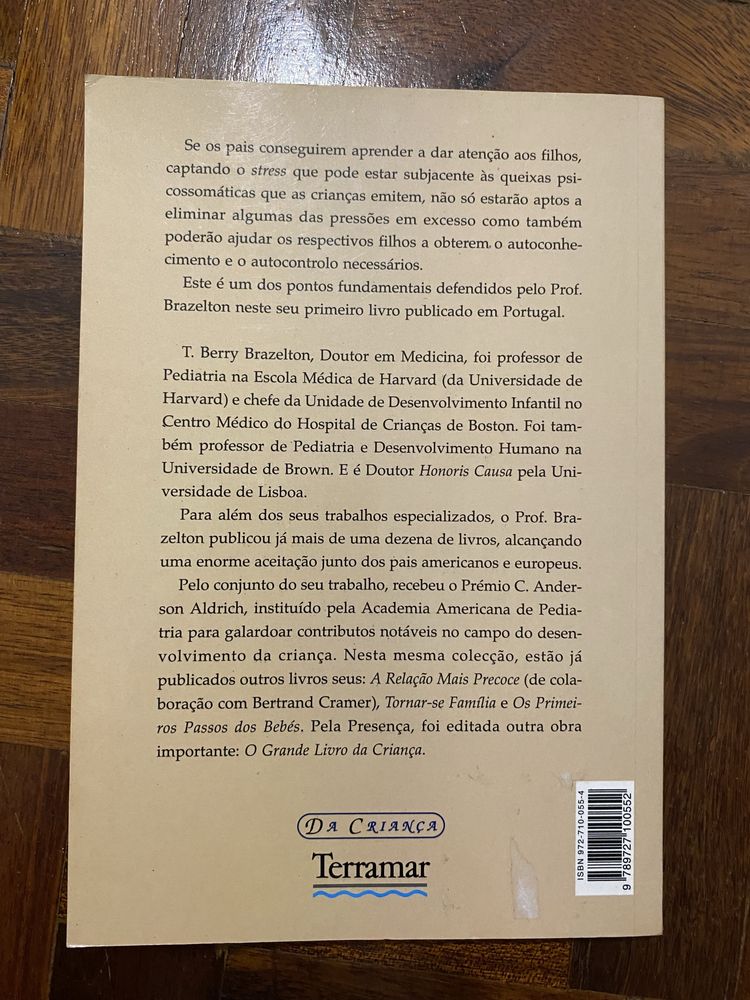 Se os pais conseguirem aprender a dar atenção aos filhos,
captando o stress que pode estar subjacente às queixas psi-
cossomáticas que as crianças emitem, não só estarão aptos a
eliminar algumas das pressões em excesso como também
poderão ajudar os respectivos filhos a obterem o autoconhe-
cimento e o autocontrolo necessários.
Este é um dos pontos fundamentais defendidos pelo Prof.
Brazelton neste seu primeiro livro publicado em Portugal.
T. Berry Brazelton, Doutor em Medicina, foi professor de
Pediatria na Escola Médica de Harvard (da Universidade de
Harvard) e chefe da Unidade de Desenvolvimento Infantil no
Centro Médico do Hospital de Crianças de Boston. Foi tam-
bém professor de Pediatria e Desenvolvimento Humano na
Universidade de Brown. E é Doutor Honoris Causa pela Uni-
versidade de Lisboa.
Para além dos seus trabalhos especializados, o Prof. Bra-
zelton publicou já mais de uma dezena de livros, alcançando
uma enorme aceitação junto dos pais americanos e europeus.
Pelo conjunto do seu trabalho, recebeu o Prémio C. Ander-
son Aldrich, instituído pela Academia Americana de Pedia-
tria para galardoar contributos notáveis no campo do desen-
volvimento da criança. Nesta mesma colecção, estão já
publicados outros livros seus: A Relação Mais Precoce (de cola-
boração com Bertrand Cramer), Tornar-se Família e Os Primei-
ros Passos dos Bebés. Pela Presença, foi editada outra obra
importante: O Grande Livro da Criança.
DA CRIANÇA
Terramar
ISBN 972-710-055-4
9 789727 100552